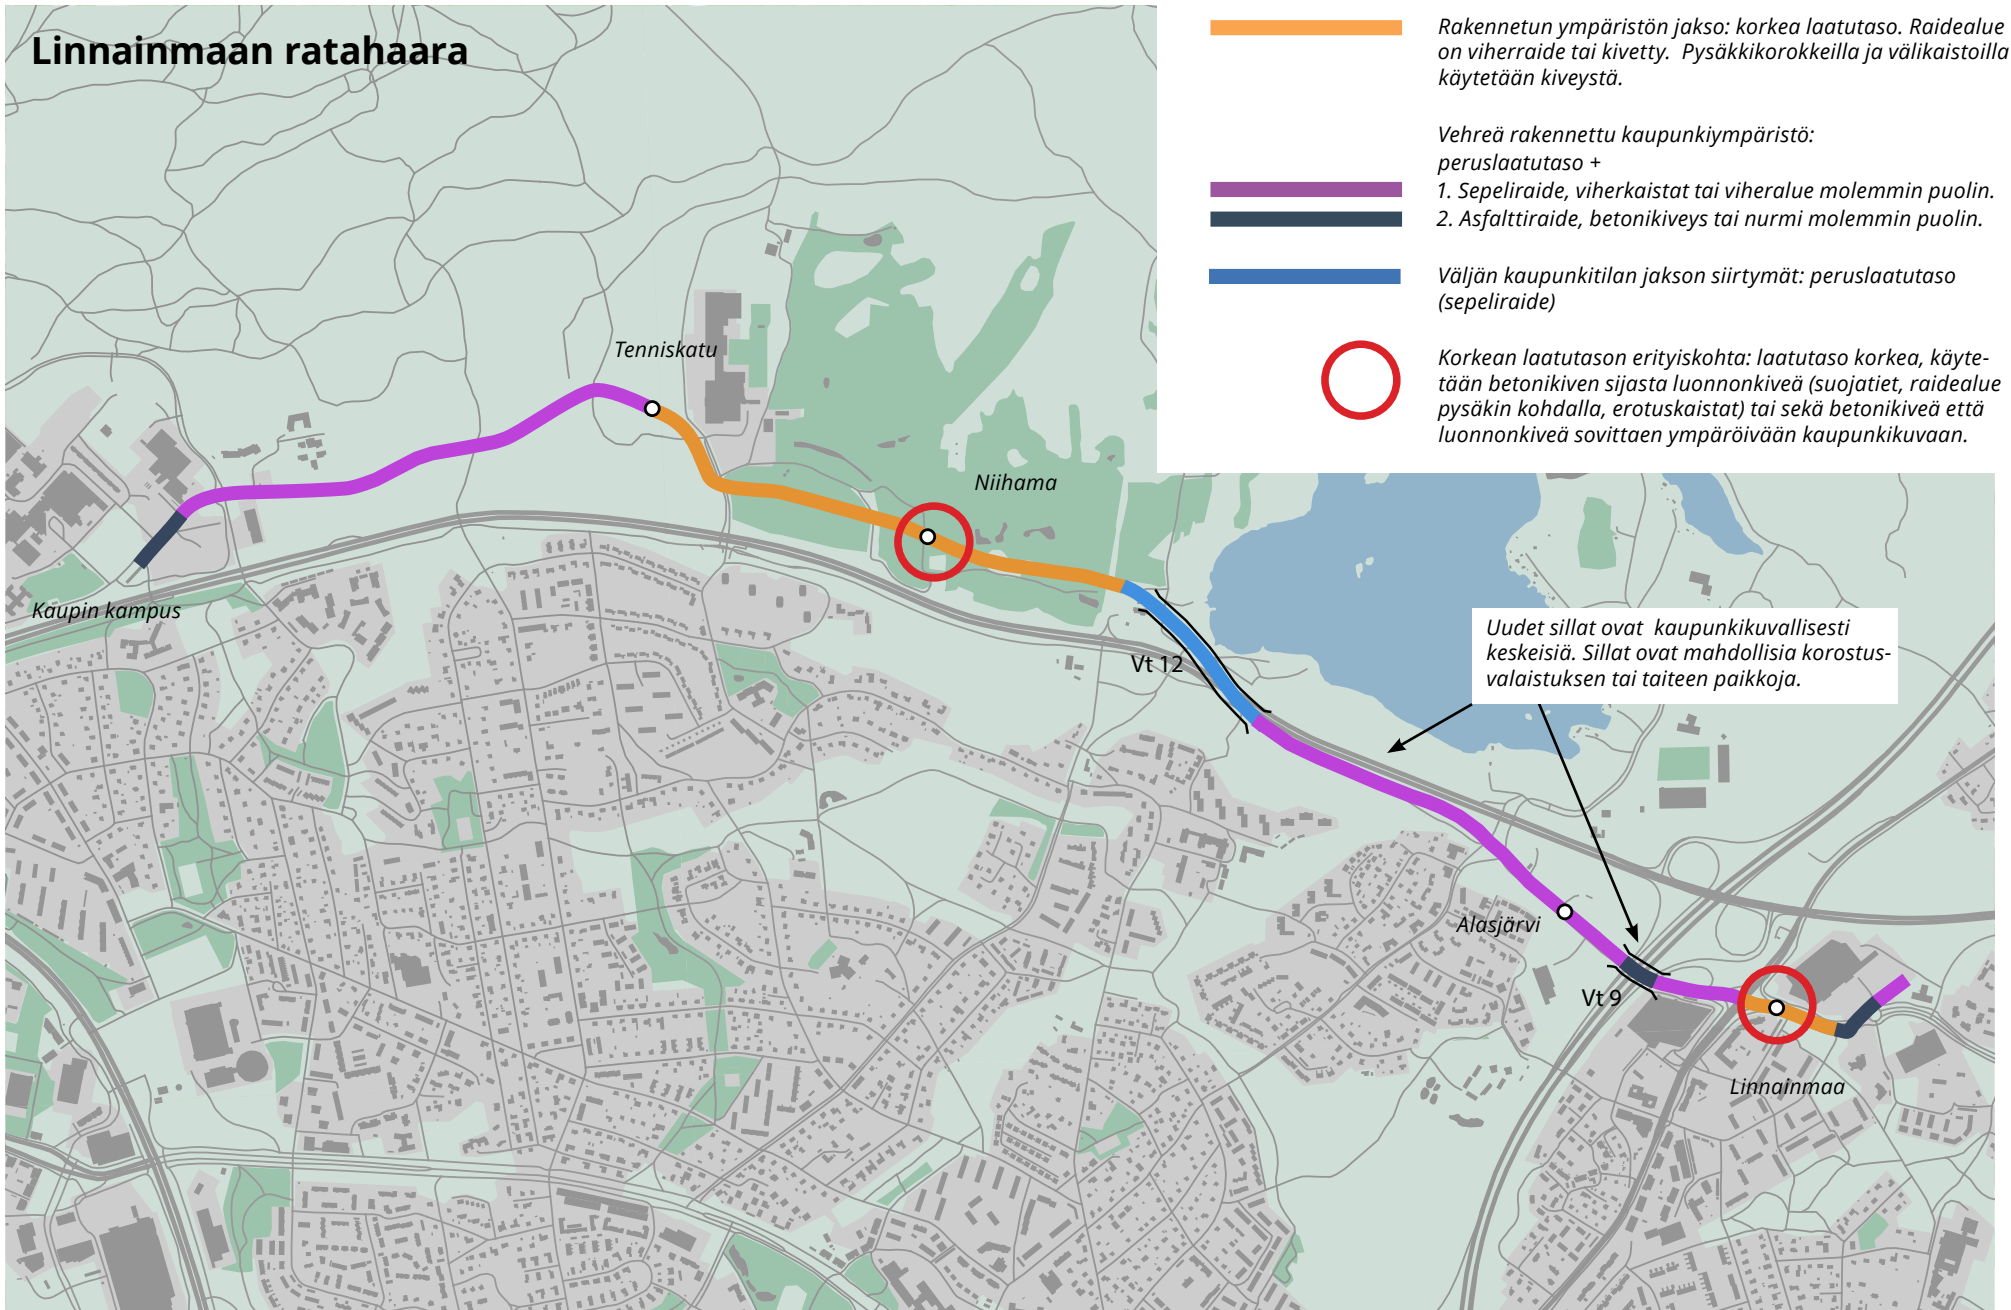 Linnainmaan ratahaara
Rakennetun ympäristön jakso: korkea laatutaso. Raidealue
on viherraide tai kivetty.  Pysäkkikorokkeilla ja välikaistoilla
käytetään kiveystä.
Vehreä rakennettu kaupunkiympäristö:
peruslaatutaso +
1. Sepeliraide, viherkaistat tai viheralue molemmin puolin.
2. Asfalttiraide, betonikiveys tai nurmi molemmin puolin.
Väljän kaupunkitilan jakson siirtymät: peruslaatutaso
(sepeliraide)
Korkean laatutason erityiskohta: laatutaso korkea, käyte-
tään betonikiven sijasta luonnonkiveä (suojatiet, raidealue
pysäkin kohdalla, erotuskaistat) tai sekä betonikiveä että
luonnonkiveä sovittaen ympäröivään kaupunkikuvaan.
Tenniskatu
Niihama
Kaupin kampus
Uudet sillat ovat  kaupunkikuvallisesti
keskeisiä. Sillat ovat mahdollisia korostus-
valaistuksen tai taiteen paikkoja.
Vt 12
Alasjärvi
Vt 9
Linnainmaa